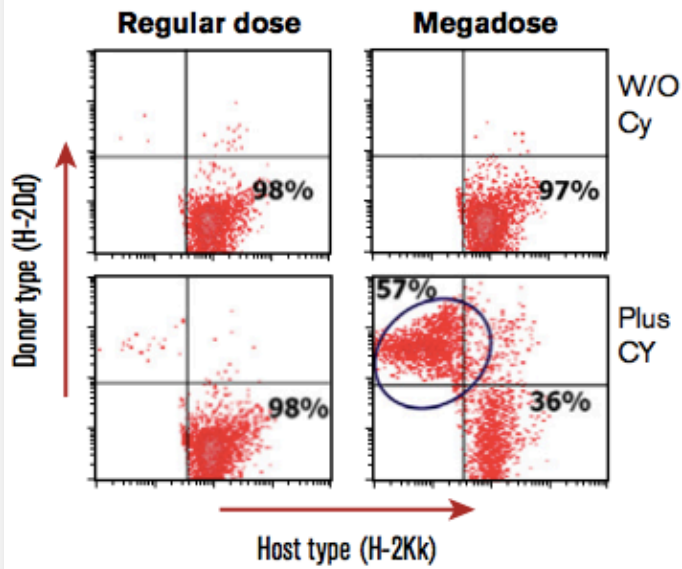 Regular dose
Megadose
98%
97%
W/O
Cy
98%
57%
36%
Plus
CY
Donor type (H-2Dd)
Host type (H-2Kk)